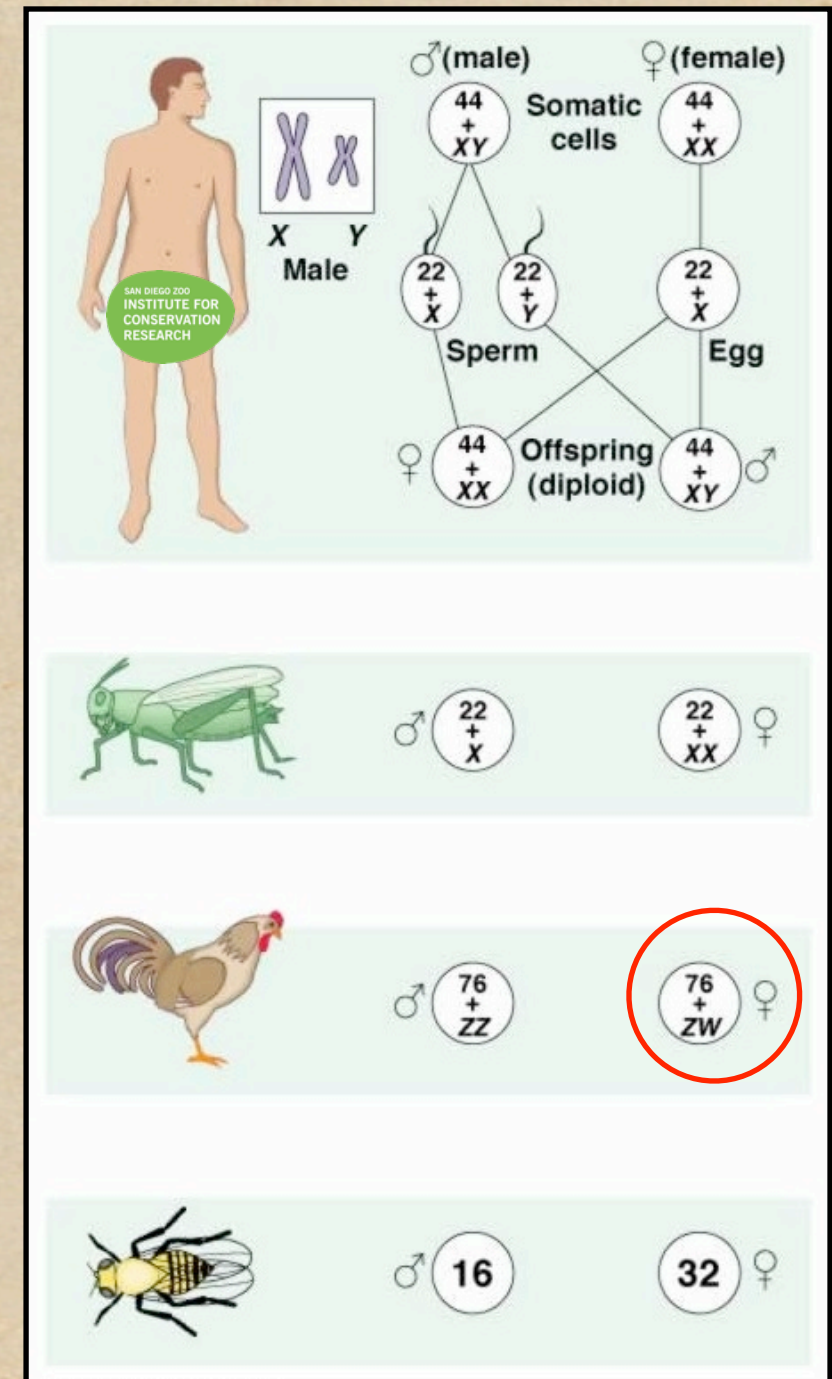 ♂(male)
♀(female)
44
+
XY
Somatic
cells
44
+
XX
X Y
Male
SAN DIEGO ZOO
INSTITUTE FOR
CONSERVATION
RESEARCH
22
+
X
22
+
Y
22
+
X
Sperm
Egg
♀
44
+
XX
Offspring
(diploid)
44
+
XY
♂
♂
22
+
X
22
+
XX
♀
♂
76
+
ZZ
76
+
ZW
♀
♂ 16
32 ♀